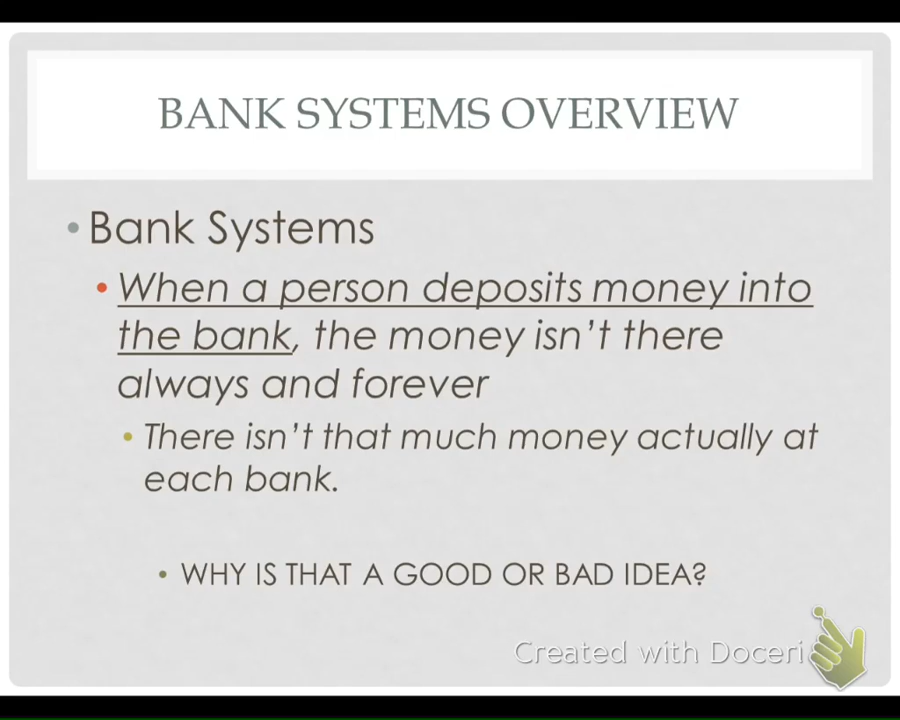 BANK SYSTEMS OVERVIEW
Bank Systems
When a person deposits money into
the bank, the money isn't there
always and forever
There isn't that much money actually at
each bank.
WHY IS THAT A GOOD OR BAD IDEA?
Created with Doceri